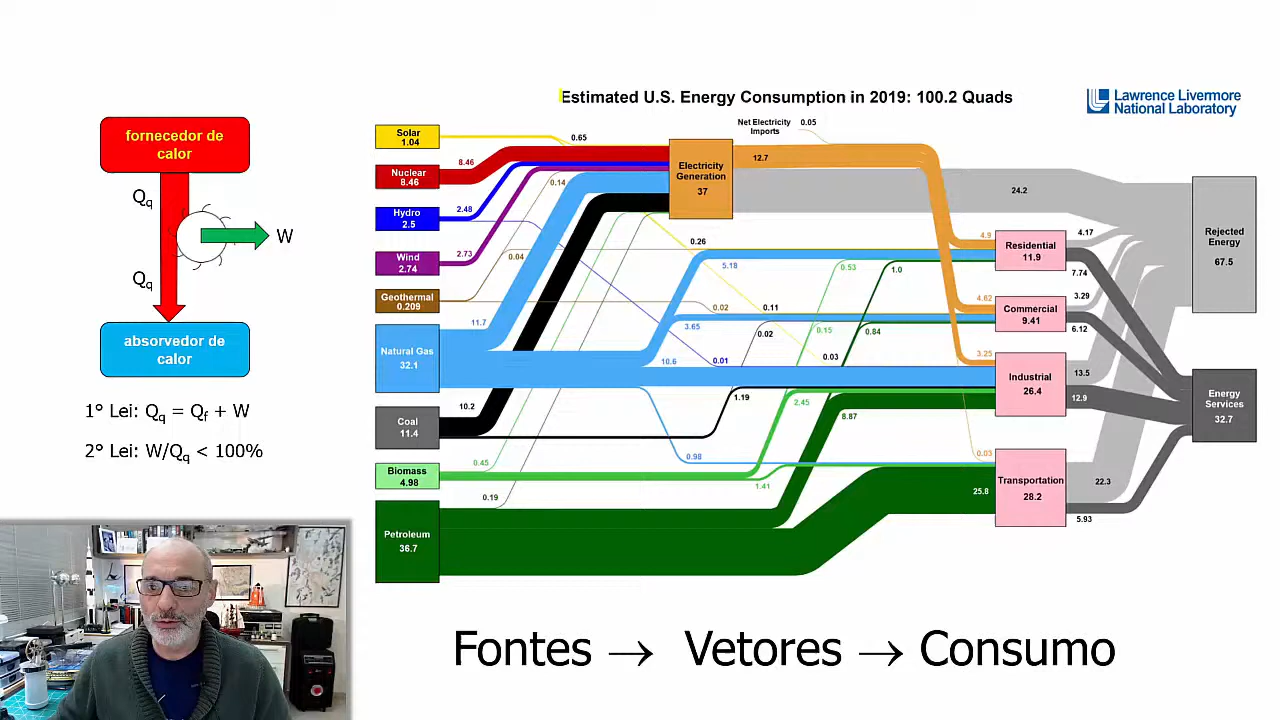 Estimated U.S. Energy Consumption in 2019: 100.2 Quads
Lawrence Livermore
National Laboratory
fornecedor de
calor
Qq
W
Qq
absorvedor de
calor
1° Lei: Qq = Qf + W
2° Lei: W/Qq < 100%
Net Electricity
Imports
0.05
Solar
1.04
0.65
Nuclear
8.46
8.46
Hydro
2.5
2.48
Wind
2.74
2.73
Geothermal
0.209
0.14
0.04
Natural Gas
32.1
11.7
Coal
11.4
10.2
Biomass
4.98
0.45
Petroleum
36.7
0.19
Electricity
Generation
37
12.7
24.2
0.26
5.18
0.53
1.0
0.02
0.11
3.65
0.02
0.15
0.84
10.6
0.01
0.03
1.19
2.45
8.87
0.98
1.41
25.8
4.9
4.62
3.25
0.03
Residential
11.9
4.17
7.74
Commercial
9.41
3.29
6.12
Industrial
26.4
13.5
12.9
Transportation
28.2
22.3
5.93
Rejected
Energy
67.5
Energy
Services
32.7
Fontes → Vetores → Consumo